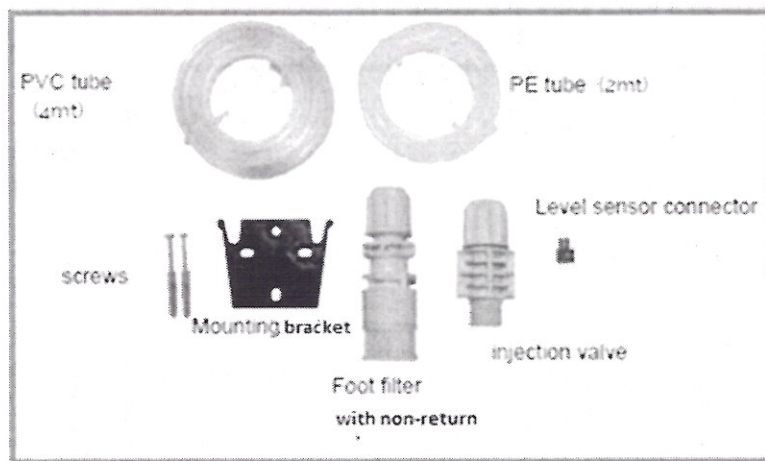 PVC tube
(4mt)
PE tube (2mt)
Level sensor connector
screws
Mounting bracket
injection valve
Foot filter
with non-return